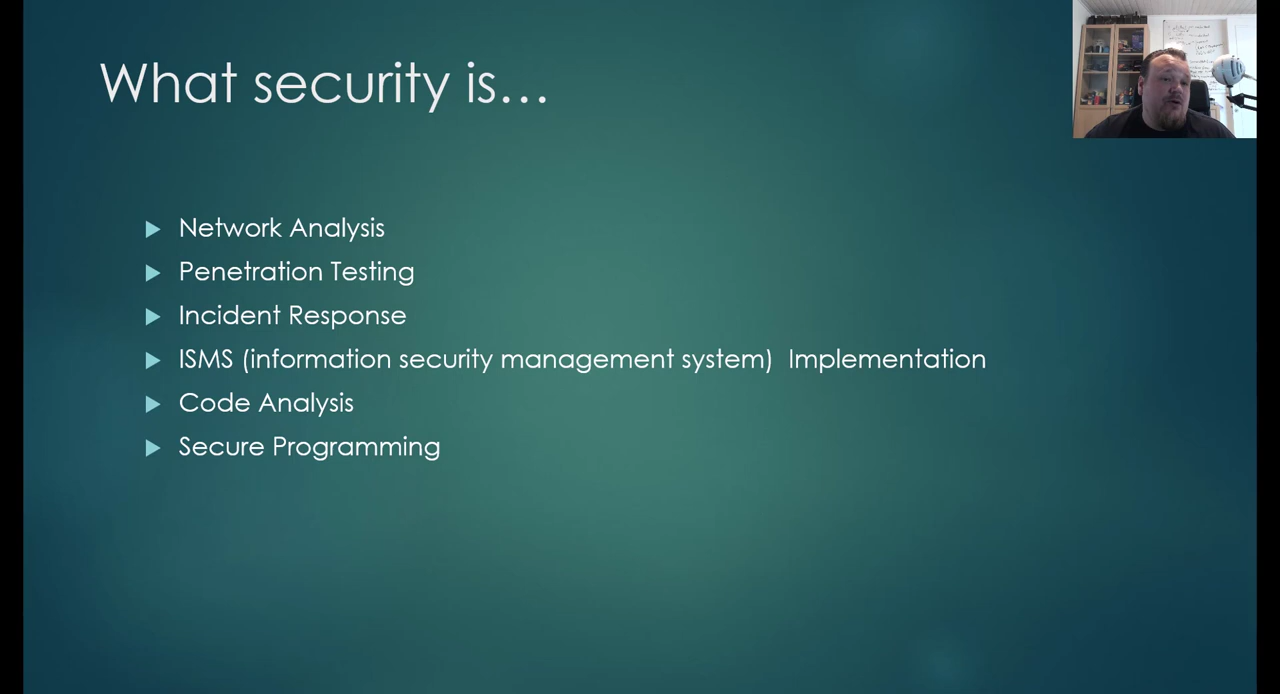 What security is...
Network Analysis
Penetration Testing
Incident Response
ISMS (information security management system)  Implementation
Code Analysis
Secure Programming